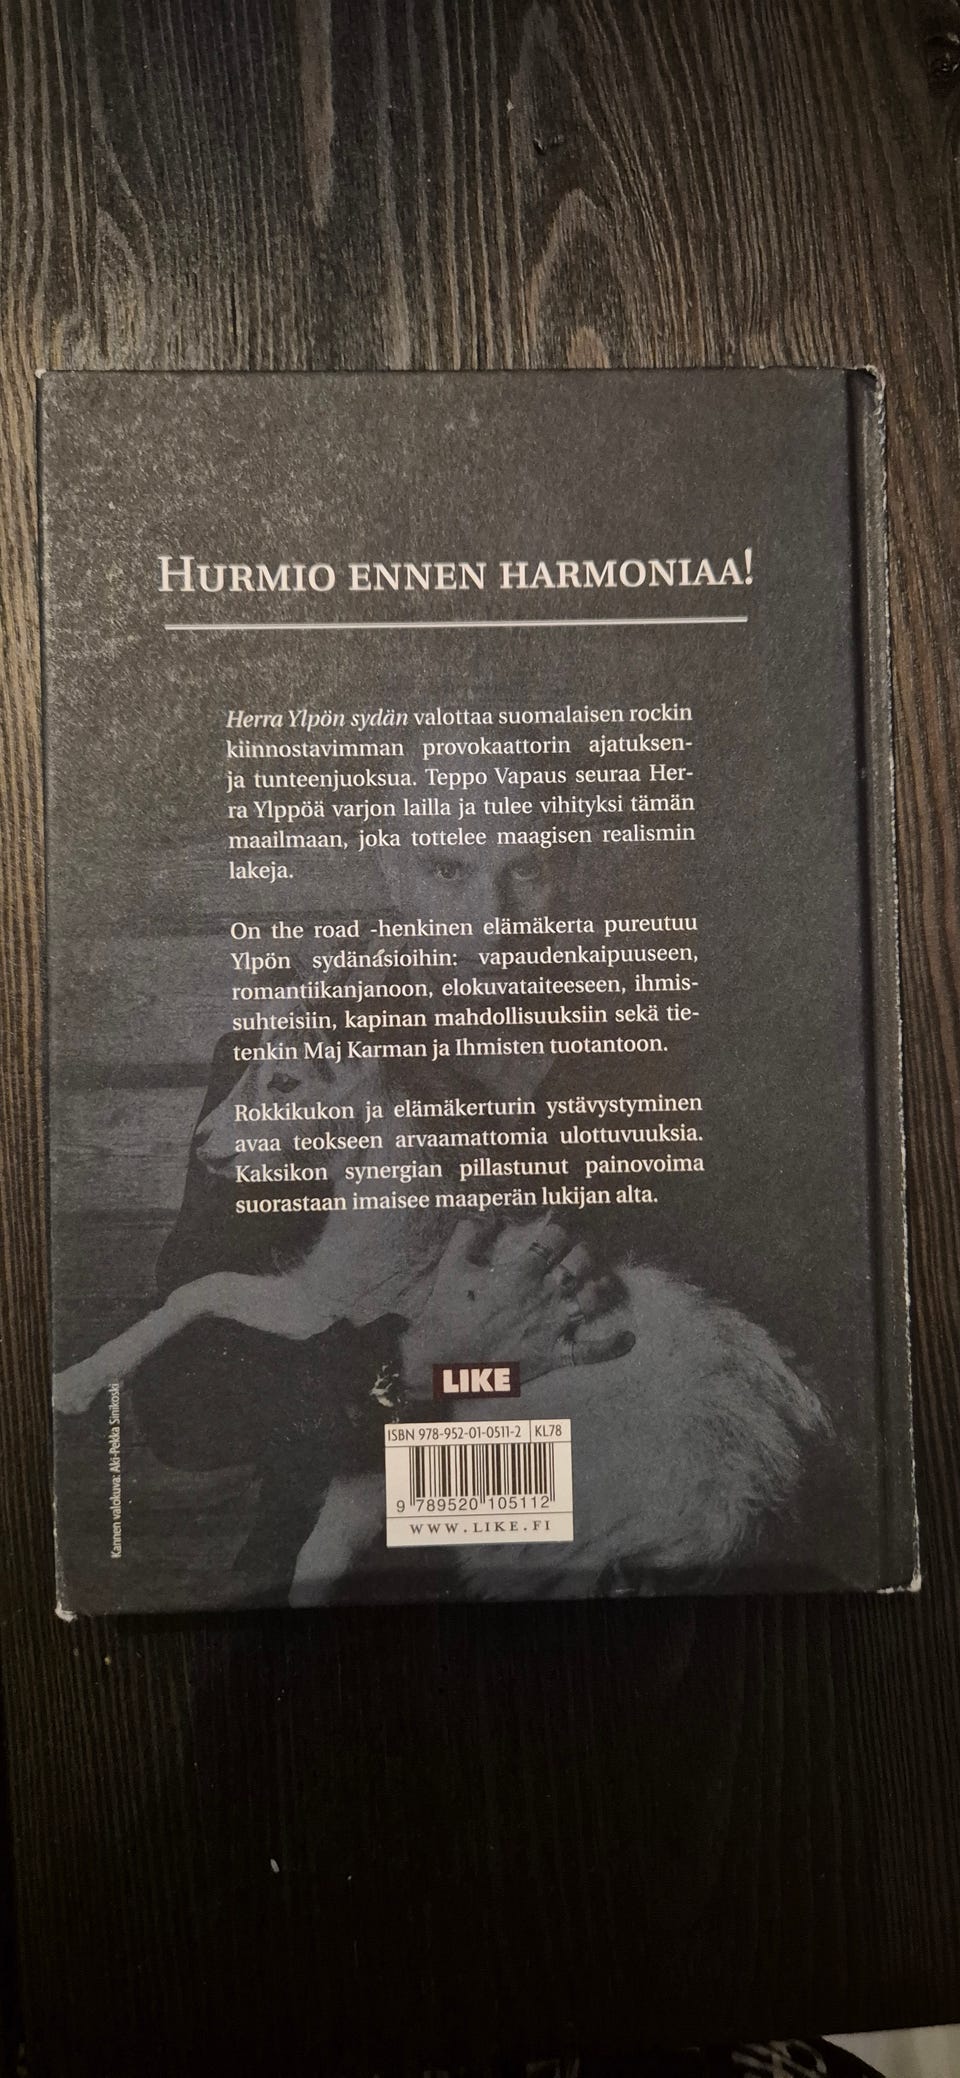 HURMIO ENNEN HARMONIAA!
Herra Ylpön sydän valottaa suomalaisen rockin
kiinnostavimman provokaattorin ajatuksen-
ja tunteenjuoksua. Teppo Vapaus seuraa Her-
ra Ylppöä varjon lailla ja tulee vihityksi tämän
maailmaan, joka tottelee maagisen realismin
lakeja.
On the road -henkinen elämäkerta pureutuu
Ylpön sydänasioihin: vapaudenkaipuuseen,
romantiikanjanoon, elokuvataiteeseen, ihmis-
suhteisiin, kapinan mahdollisuuksiin sekä tie-
tenkin Maj Karman ja Ihmisten tuotantoon.
Rokkikukon ja elämäkerturin ystävystyminen
avaa teokseen arvaamattomia ulottuvuuksia.
Kaksikon synergian pillastunut painovoima
suorastaan imaisee maaperän lukijan alta.
LIKE
ISBN 978-952-01-0511-2 KL78
9 789520 105112
WWW.LIKE.FI
Kannen valokuva: Aki-Pekka Sinikoski